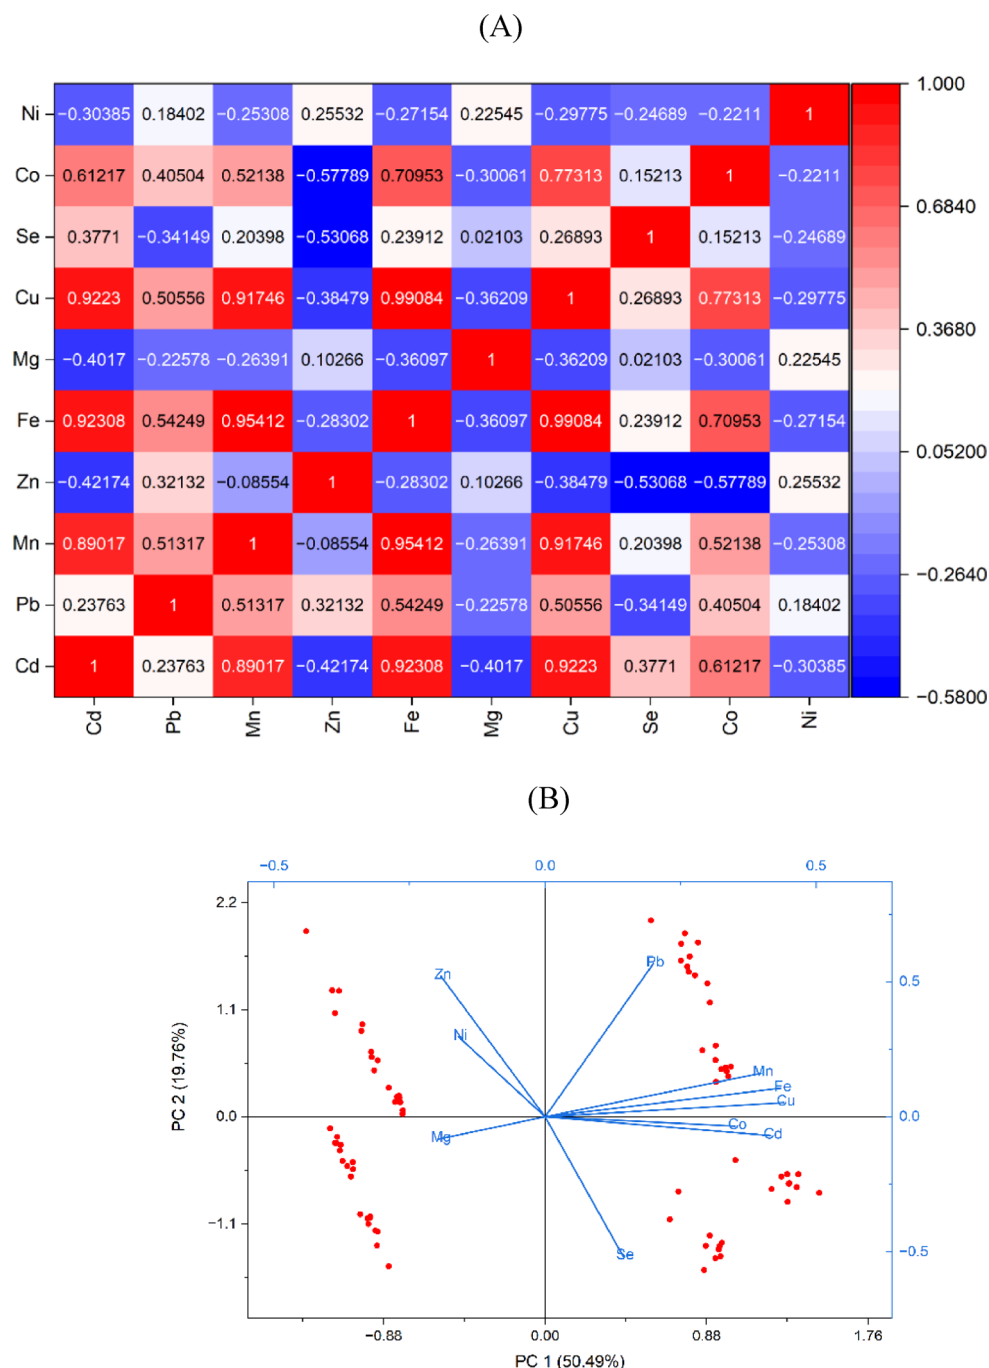 (A)
Ni −0.30385 0.18402 −0.25308 0.25532 −0.27154 0.22545 −0.29775 −0.24689 −0.2211 1
Co 0.61217 0.40504 0.52138 −0.57789 0.70953 −0.30061 0.77313 0.15213 1 −0.2211
Se 0.3771 −0.34149 0.20398 −0.53068 0.23912 0.02103 0.26893 1 0.15213 −0.24689
Cu 0.9223 0.50556 0.91746 −0.38479 0.99084 −0.36209 1 0.26893 0.77313 −0.29775
Mg −0.4017 −0.22578 −0.26391 0.10266 −0.36097 1 −0.36209 0.02103 −0.30061 0.22545
Fe 0.92308 0.54249 0.95412 −0.28302 1 −0.36097 0.99084 0.23912 0.70953 −0.27154
Zn −0.42174 0.32132 −0.08554 1 −0.28302 0.10266 −0.38479 −0.53068 −0.57789 0.25532
Mn 0.89017 0.51317 1 −0.08554 0.95412 −0.26391 0.91746 0.20398 0.52138 −0.25308
Pb 0.23763 1 0.51317 0.32132 0.54249 −0.22578 0.50556 −0.34149 0.40504 0.18402
Cd 1 0.23763 0.89017 −0.42174 0.92308 −0.4017 0.9223 0.3771 0.61217 −0.30385
Cd Pb Mn Zn Fe Mg Cu Se Co Ni
1.000
0.6840
0.3680
0.05200
−0.2640
−0.5800
(B)
−0.5 0.0 0.5
2.2
1.1
0.0
−1.1
PC 2 (19.76%)
Zn
Pb
Ni
Mn
Fe
Cu
Co
Cd
Mg
Se
0.5
0.0
−0.5
−0.88 0.00 0.88 1.76
PC 1 (50.49%)